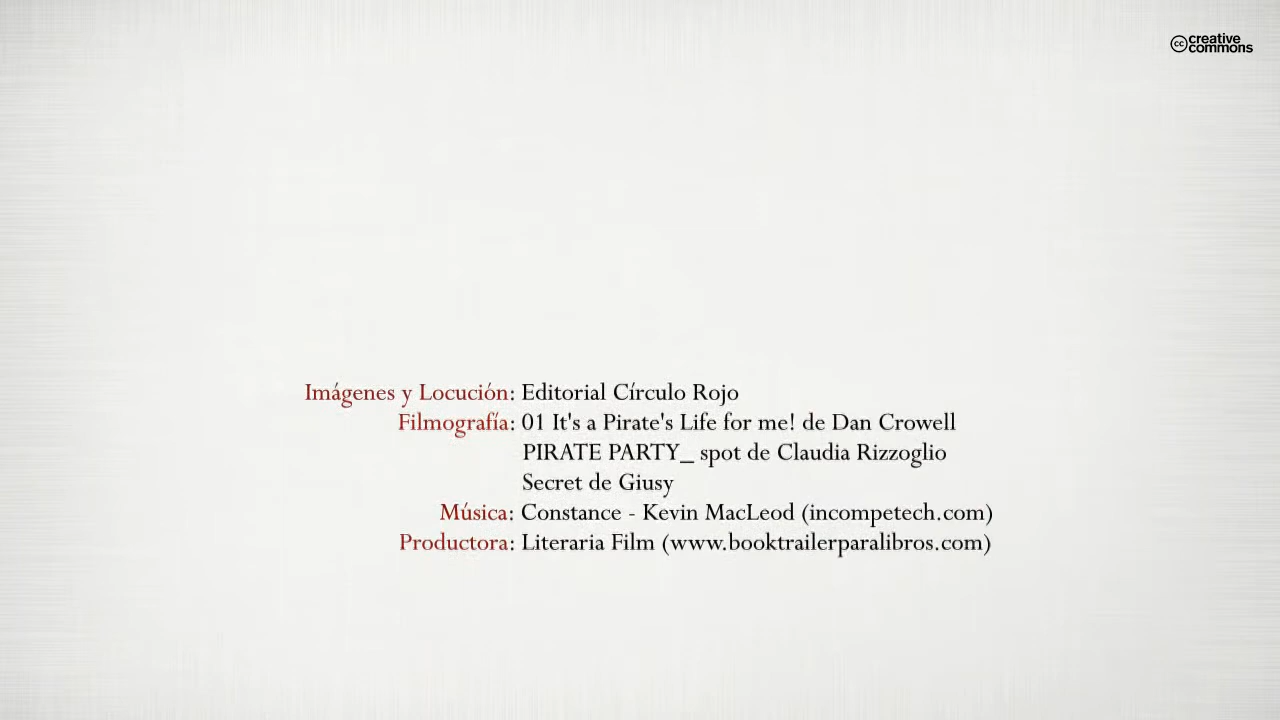 creative
commons
Imágenes y Locución: Editorial Círculo Rojo
Filmografía: 01 It's a Pirate's Life for me! de Dan Crowell
PIRATE PARTY_ spot de Claudia Rizzoglio
Secret de Giusy
Música: Constance - Kevin MacLeod (incompetech.com)
Productora: Literaria Film (www.booktrailerparalibros.com)